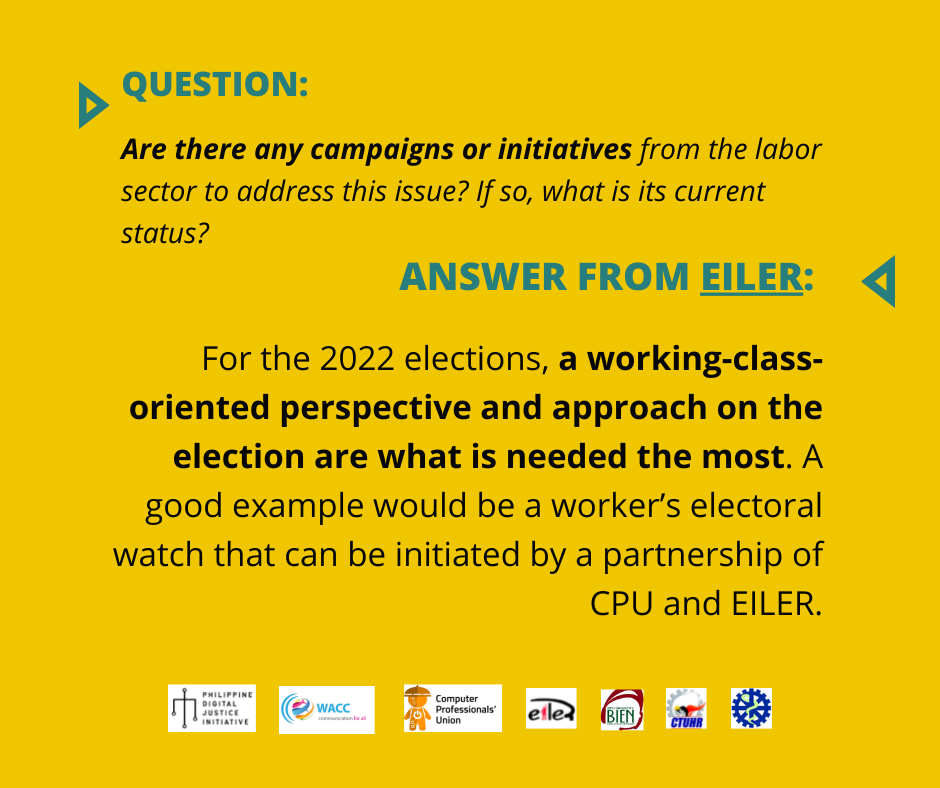 QUESTION:
Are there any campaigns or initiatives from the labor
sector to address this issue? If so, what is its current
status?
ANSWER FROM EILER:
For the 2022 elections, a working-class-
oriented perspective and approach on the
election are what is needed the most. A
good example would be a worker’s electoral
watch that can be initiated by a partnership of
CPU and EILER.
PHILIPPINE
DIGITAL
JUSTICE
INITIATIVE
WACC
communication for all
Computer
Professionals'
Union
eiler
BIEN
CTUHR